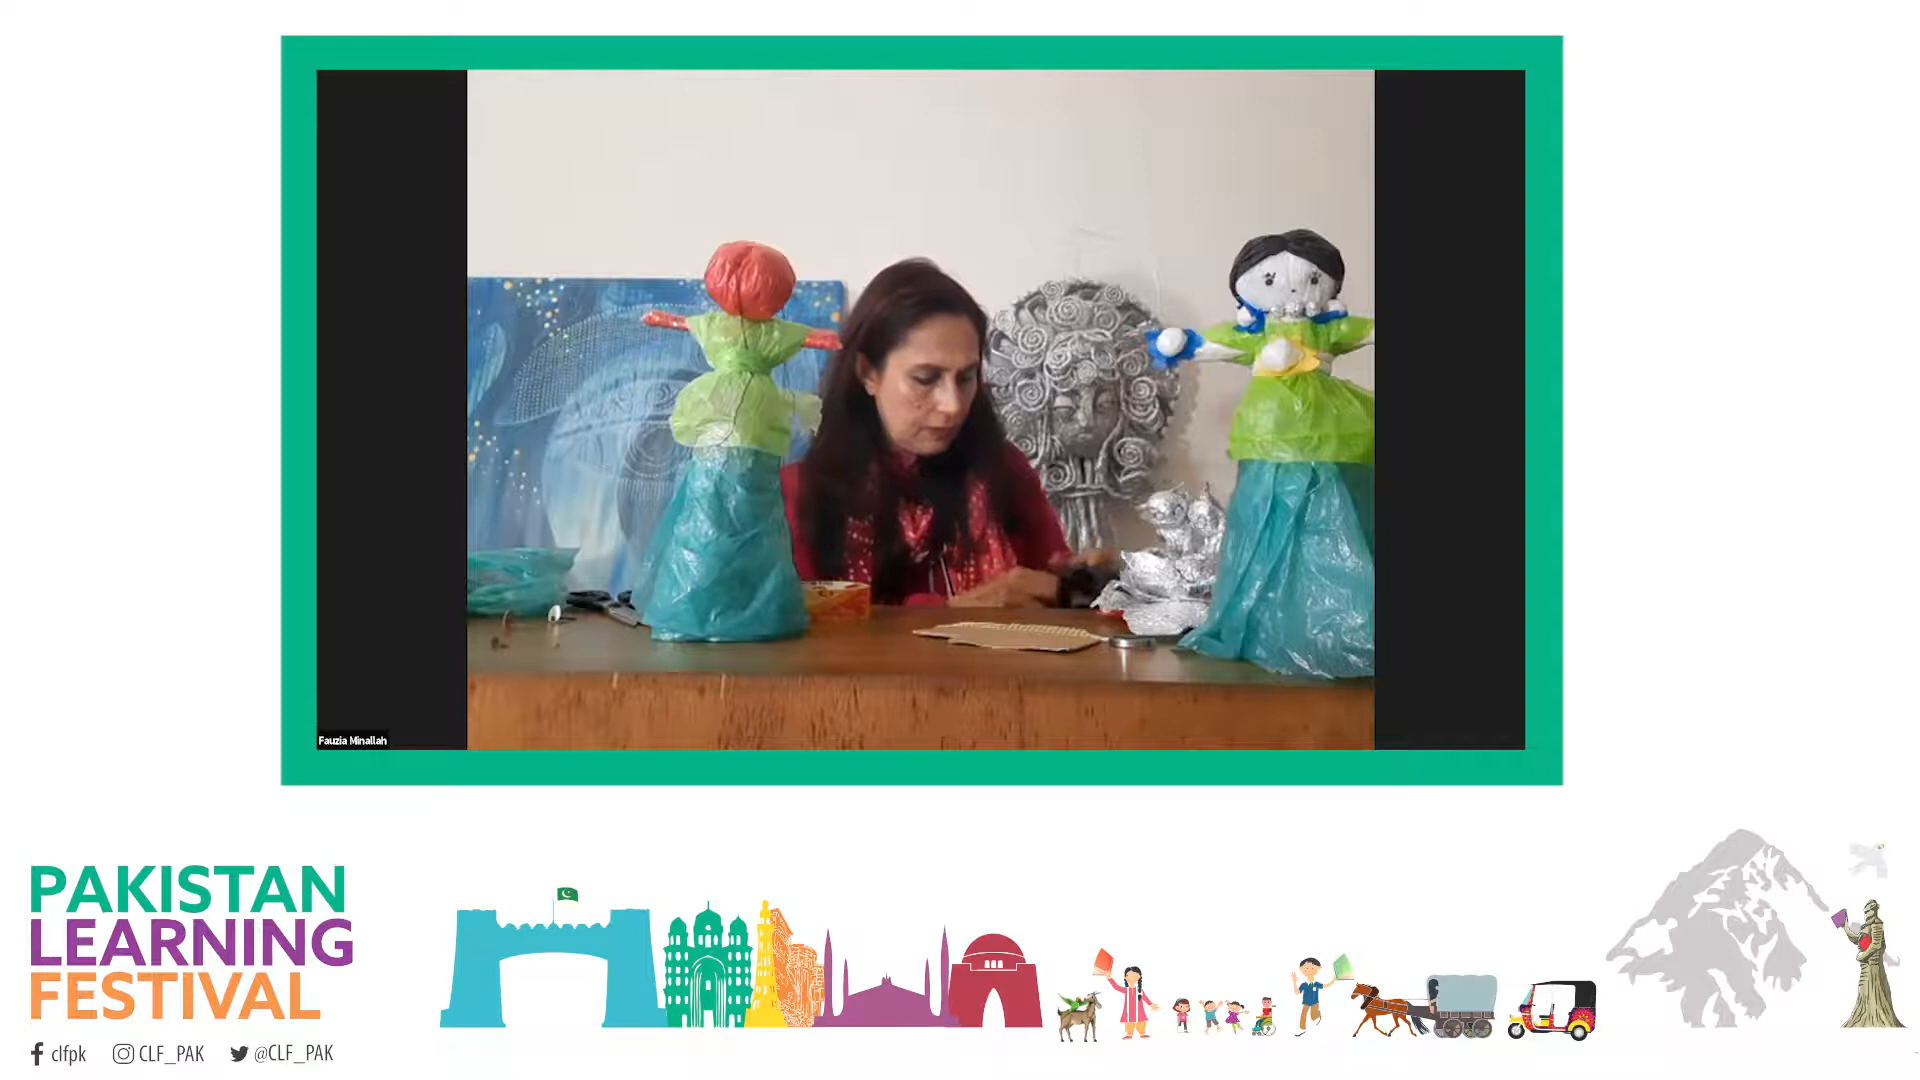 Fauzia Minallah
PAKISTAN
LEARNING
FESTIVAL
clfpk CLF_PAK @CLF_PAK